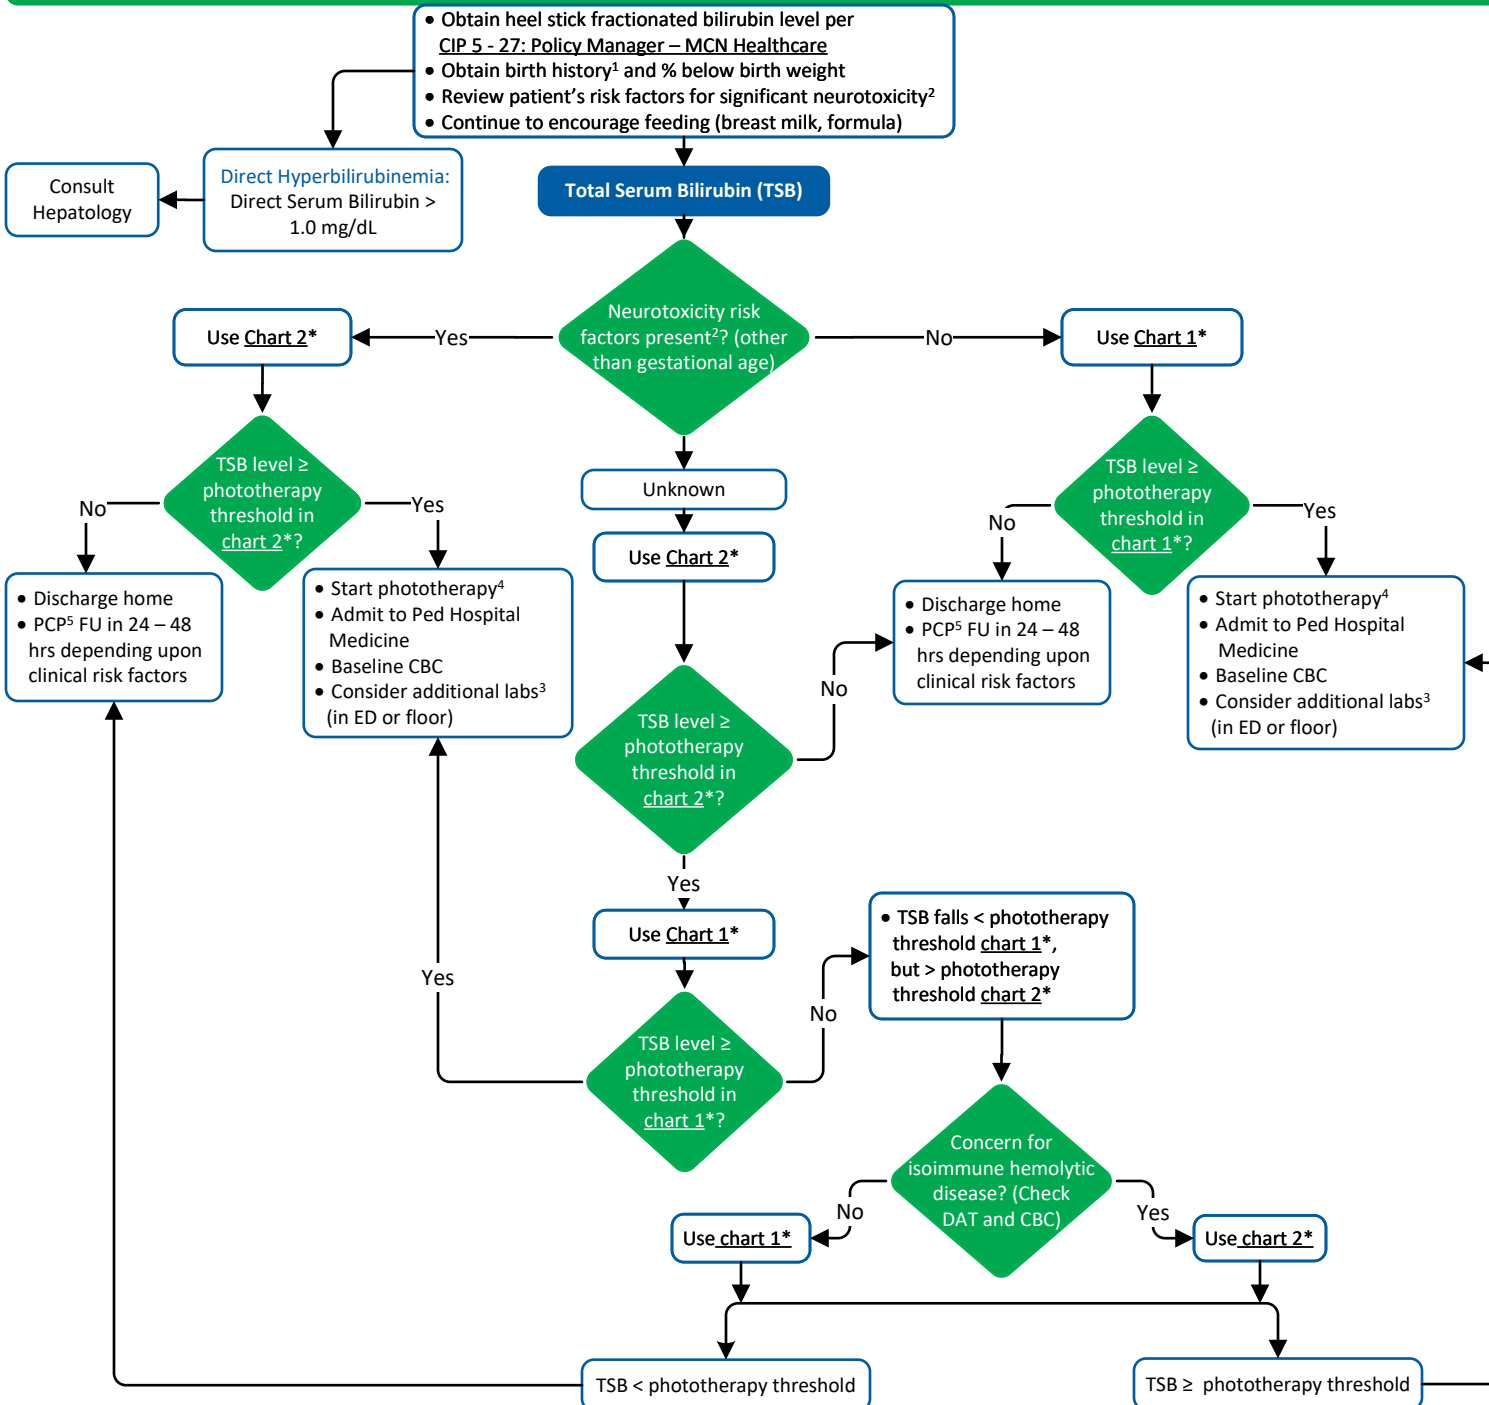 • Obtain heel stick fractionated bilirubin level per
CIP 5 - 27: Policy Manager – MCN Healthcare
• Obtain birth history¹ and % below birth weight
• Review patient’s risk factors for significant neurotoxicity²
• Continue to encourage feeding (breast milk, formula)
Consult
Hepatology
Direct Hyperbilirubinemia:
Direct Serum Bilirubin >
1.0 mg/dL
Total Serum Bilirubin (TSB)
Neurotoxicity risk
factors present²? (other
than gestational age)
Yes
No
Use Chart 2*
Use Chart 1*
TSB level ≥
phototherapy
threshold in
chart 2*?
No
Yes
• Discharge home
• PCP⁵ FU in 24 – 48
hrs depending upon
clinical risk factors
• Start phototherapy⁴
• Admit to Ped Hospital
Medicine
• Baseline CBC
• Consider additional labs³
(in ED or floor)
Unknown
Use Chart 2*
TSB level ≥
phototherapy
threshold in
chart 2*?
No
Yes
TSB level ≥
phototherapy
threshold in
chart 1*?
No
Yes
• Discharge home
• PCP⁵ FU in 24 – 48
hrs depending upon
clinical risk factors
• Start phototherapy⁴
• Admit to Ped Hospital
Medicine
• Baseline CBC
• Consider additional labs³
(in ED or floor)
Use Chart 1*
TSB level ≥
phototherapy
threshold in
chart 1*?
Yes
No
• TSB falls < phototherapy
threshold chart 1*,
but > phototherapy
threshold chart 2*
Concern for
isoimmune hemolytic
disease? (Check
DAT and CBC)
No
Yes
Use chart 1*
Use chart 2*
TSB < phototherapy threshold
TSB ≥ phototherapy threshold